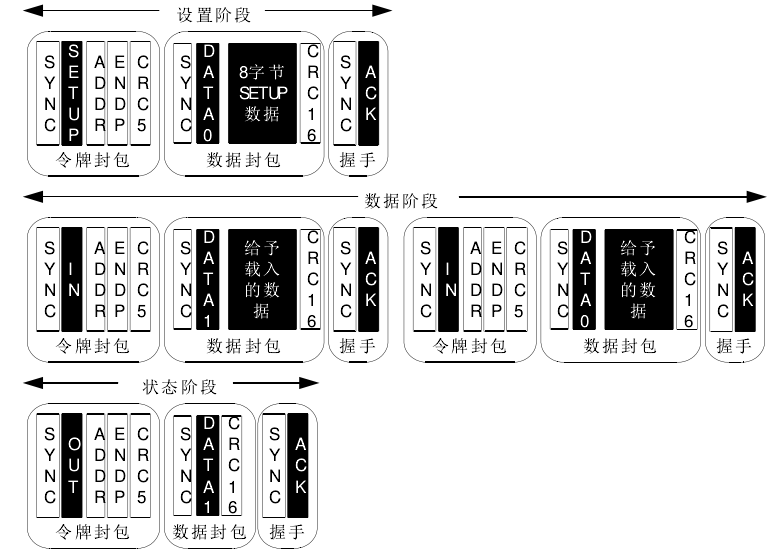 设置阶段
SYNC SETUP ADDR ENDP CRC5 SYNC DATA0 8字节 SETUP 数据 CRC16 SYNC ACK
令牌封包 数据封包 握手
数据阶段
SYNC IN ADDR ENDP CRC5 SYNC DATA1 给予 载入 的数 据 CRC16 SYNC ACK SYNC IN ADDR ENDP CRC5 SYNC DATA0 给予 载入 的数 据 CRC16 SYNC ACK
令牌封包 数据封包 握手 令牌封包 数据封包 握手
状态阶段
SYNC OUT ADDR ENDP CRC5 SYNC DATA1 CRC16 SYNC ACK
令牌封包 数据封包 握手